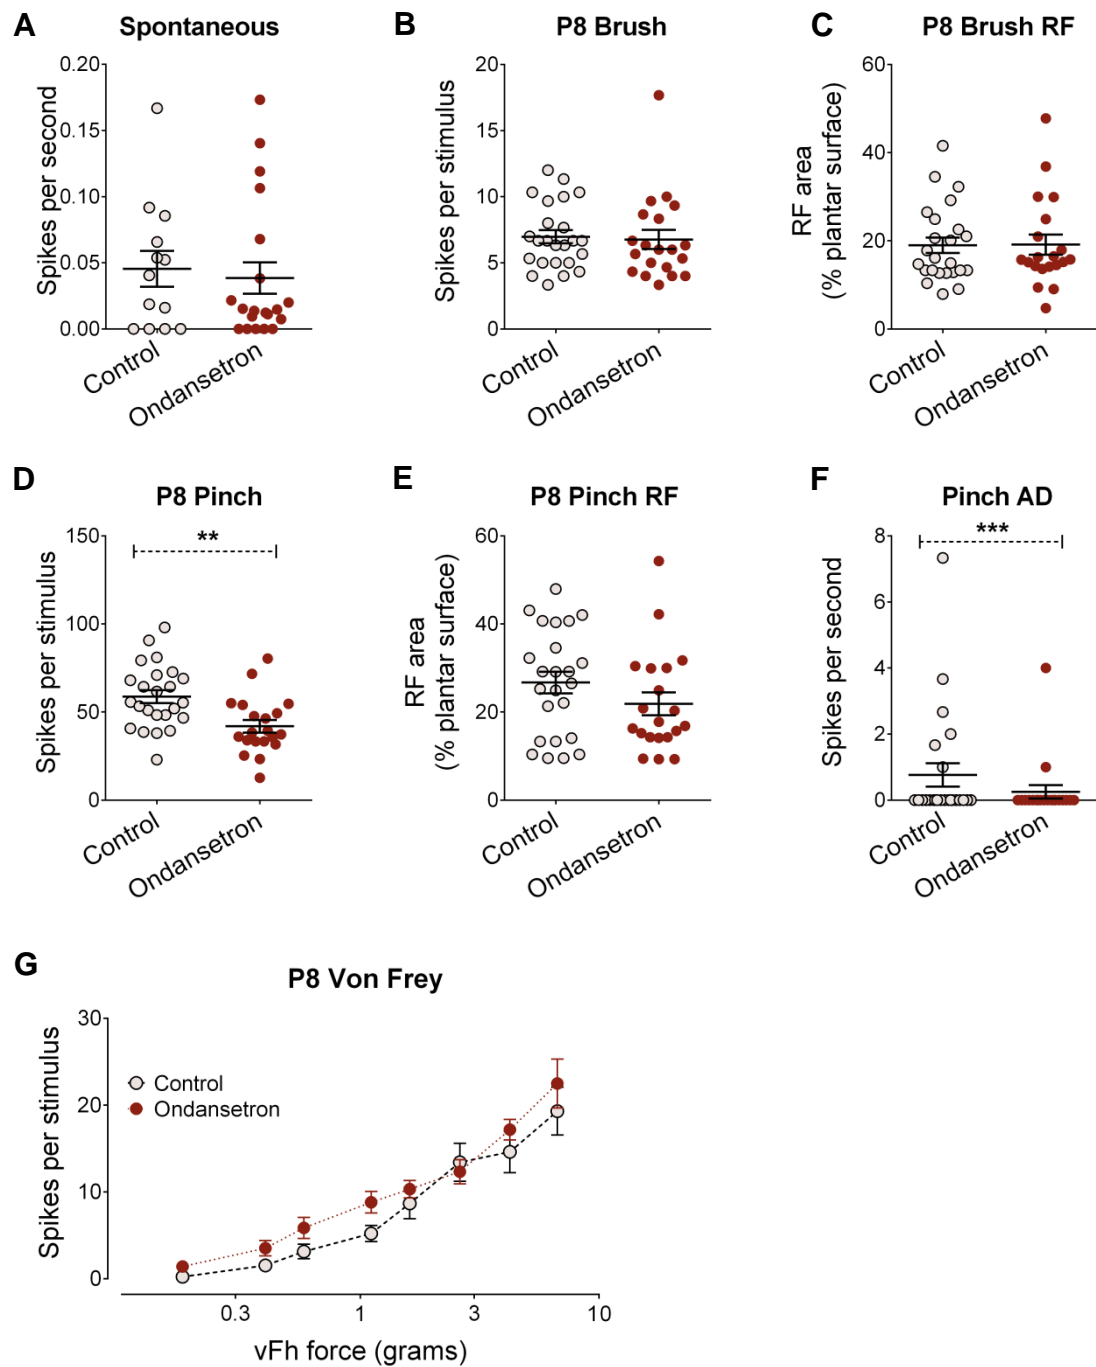 A Spontaneous
Spikes per second
0.20
0.15
0.10
0.05
0.00
Control
Ondansetron
B P8 Brush
Spikes per stimulus
20
15
10
5
0
Control
Ondansetron
C P8 Brush RF
RF area
(% plantar surface)
60
40
20
0
Control
Ondansetron
D P8 Pinch
Spikes per stimulus
150
100
50
0
**
Control
Ondansetron
E P8 Pinch RF
RF area
(% plantar surface)
60
40
20
0
Control
Ondansetron
F Pinch AD
Spikes per second
8
6
4
2
0
***
Control
Ondansetron
G P8 Von Frey
Spikes per stimulus
30
20
10
0
Control
Ondansetron
0.3 1 3 10
vFh force (grams)